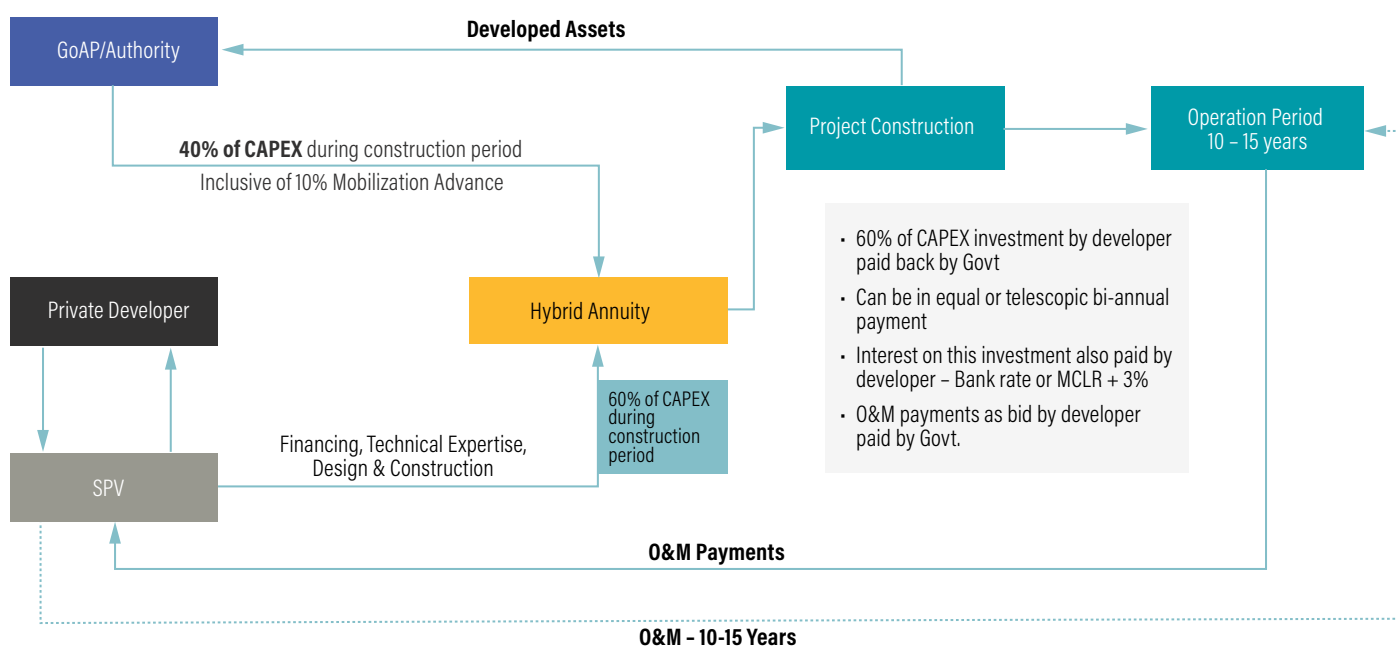 Developed Assets
GoAP/Authority
40% of CAPEX during construction period
Inclusive of 10% Mobilization Advance
Project Construction
Operation Period
10 – 15 years
Private Developer
Hybrid Annuity
• 60% of CAPEX investment by developer
paid back by Govt
• Can be in equal or telescopic bi-annual
payment
• Interest on this investment also paid by
developer – Bank rate or MCLR + 3%
• O&M payments as bid by developer
paid by Govt.
60% of CAPEX
during
construction
period
Financing, Technical Expertise,
Design & Construction
SPV
O&M Payments
O&M – 10-15 Years